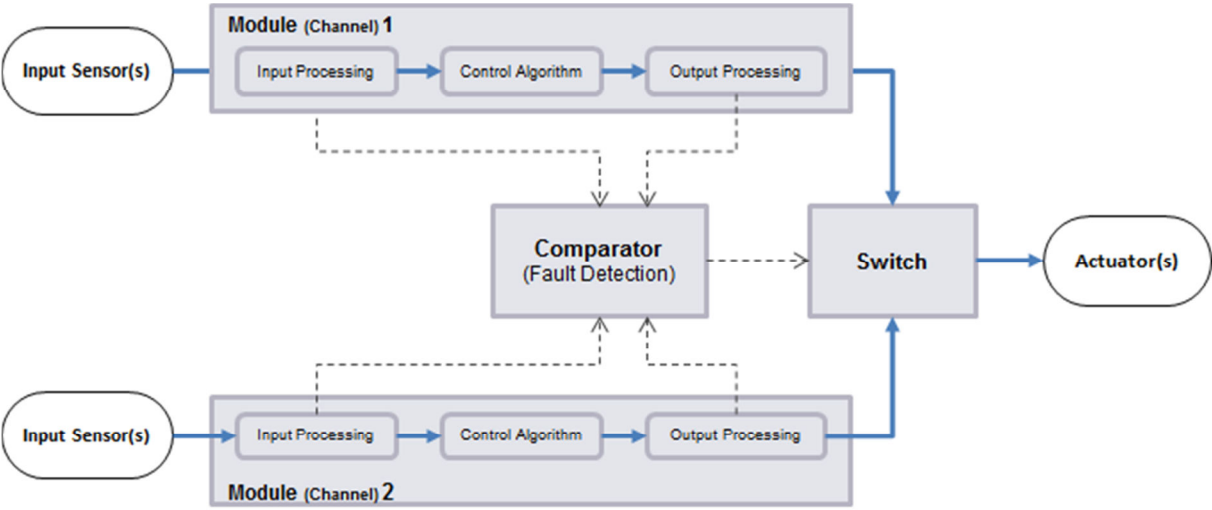 Module (Channel) 1
Input Sensor(s)
Input Processing
Control Algorithm
Output Processing
Comparator
(Fault Detection)
Switch
Actuator(s)
Input Sensor(s)
Input Processing
Control Algorithm
Output Processing
Module (Channel) 2